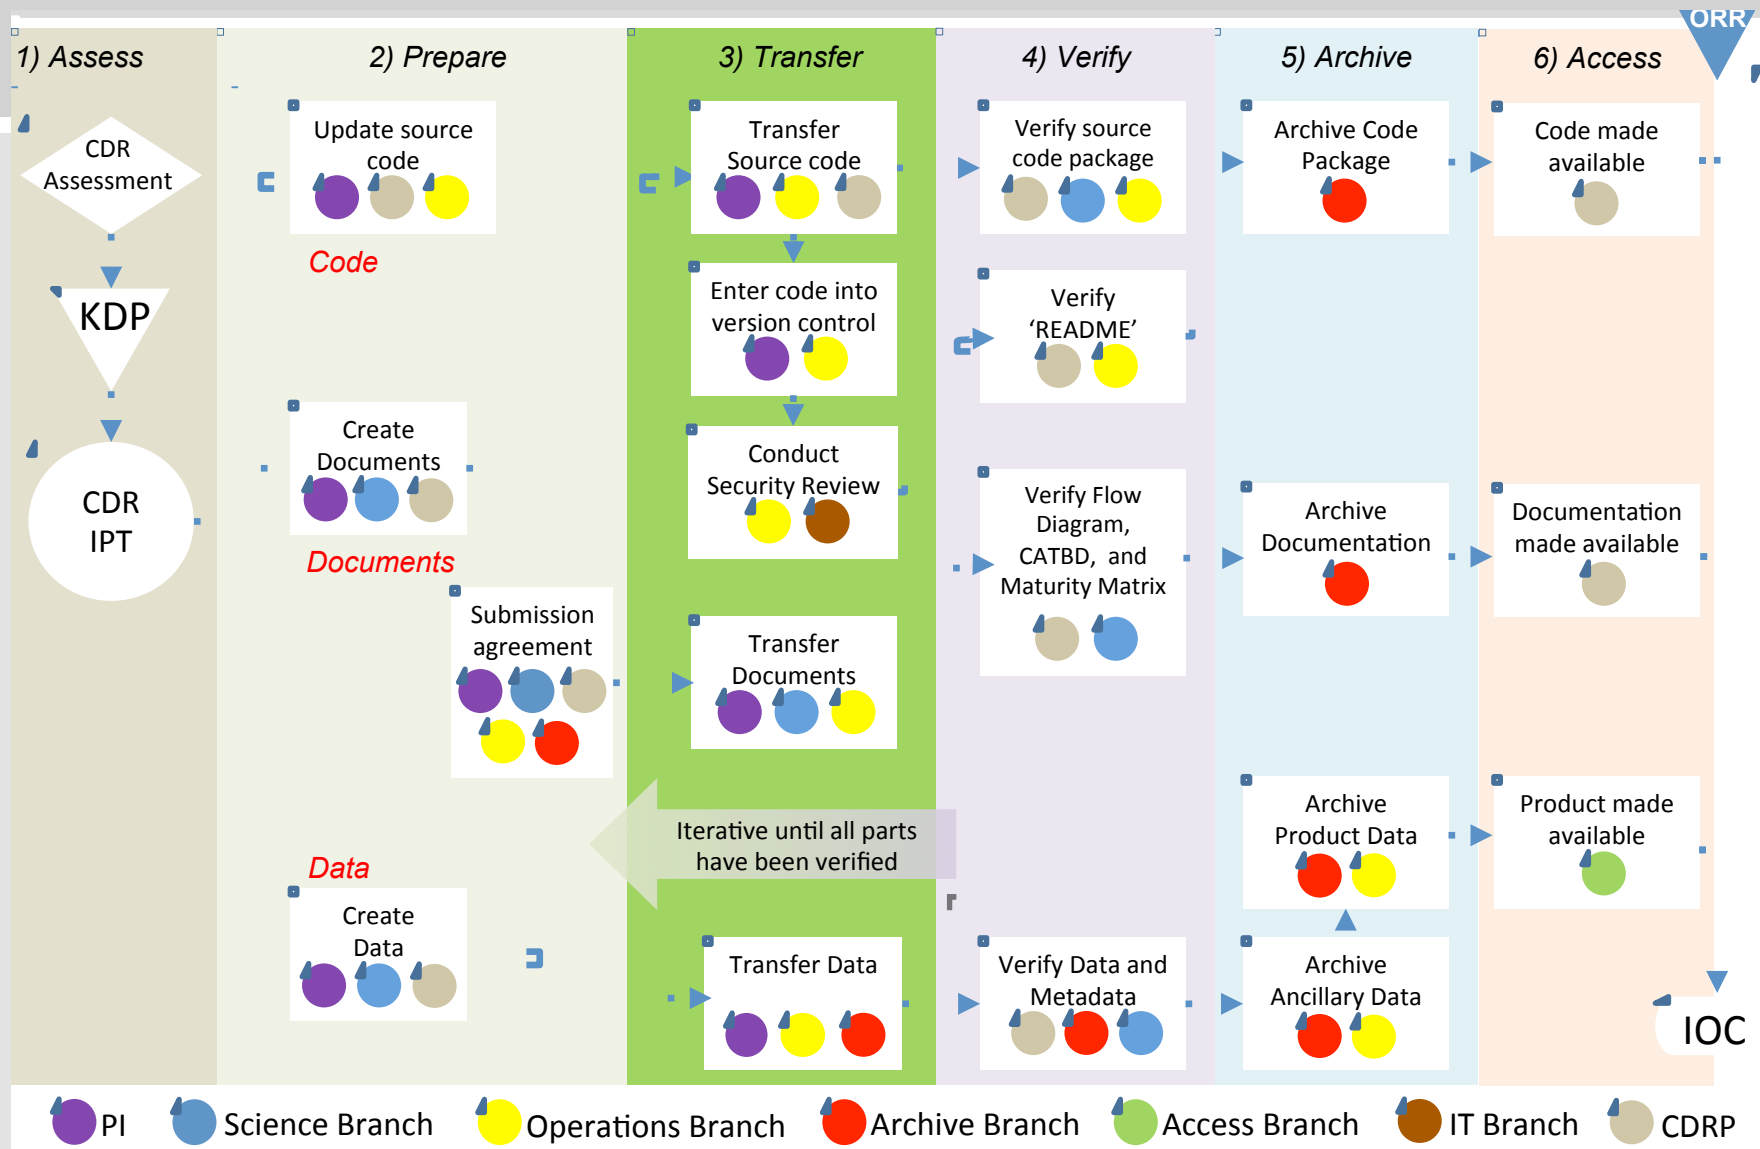 ORR
1) Assess
2) Prepare
3) Transfer
4) Verify
5) Archive
6) Access
CDR
Assessment
KDP
CDR
IPT
Update source
code
Code
Create
Documents
Documents
Submission
agreement
Data
Create
Data
Transfer
Source code
Enter code into
version control
Conduct
Security Review
Transfer
Documents
Iterative until all parts
have been verified
Transfer Data
Verify source
code package
Verify
‘README’
Verify Flow
Diagram,
CATBD, and
Maturity Matrix
Verify Data and
Metadata
Archive Code
Package
Archive
Documentation
Archive
Product Data
Archive
Ancillary Data
Code made
available
Documentation
made available
Product made
available
IOC
PI
Science Branch
Operations Branch
Archive Branch
Access Branch
IT Branch
CDRP